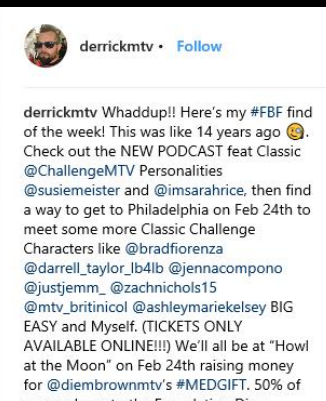 derrickmtv • Follow
derrickmtv Whaddup!! Here's my #FBF find
of the week! This was like 14 years ago 🤔.
Check out the NEW PODCAST feat Classic
@ChallengeMTV Personalities
@susiemeister and @imsarahrice, then find
a way to get to Philadelphia on Feb 24th to
meet some more Classic Challenge
Characters like @bradfiorenza
@darrell_taylor_lb4lb @jennacompono
@justjemm_ @zachnichols15
@mtv_britinicol @ashleymariekelsey BIG
EASY and Myself. (TICKETS ONLY
AVAILABLE ONLINE!!!) We'll all be at "Howl
at the Moon" on Feb 24th raising money
for @diembrownmtv's #MEDGIFT. 50% of